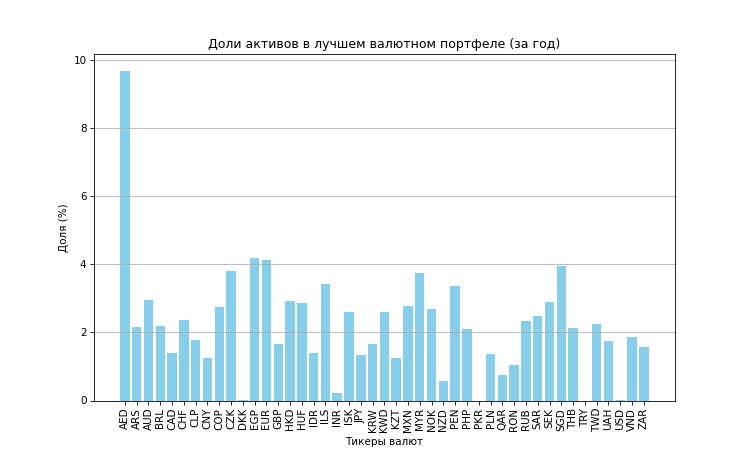 Доли активов в лучшем валютном портфеле (за год)
10
8
6
4
2
0
Доля (%)
AED
ARS
AUD
BRL
CAD
CHF
CLP
CNY
COP
CZK
DKK
EGP
EUR
GBP
HKD
HUF
IDR
ILS
INR
ISK
JPY
KRW
KWD
KZT
MXN
MYR
NOK
NZD
PEN
PHP
PKR
PLN
QAR
RON
RUB
SAR
SEK
SGD
THB
TRY
TWD
UAH
USD
VND
ZAR
Тикеры валют